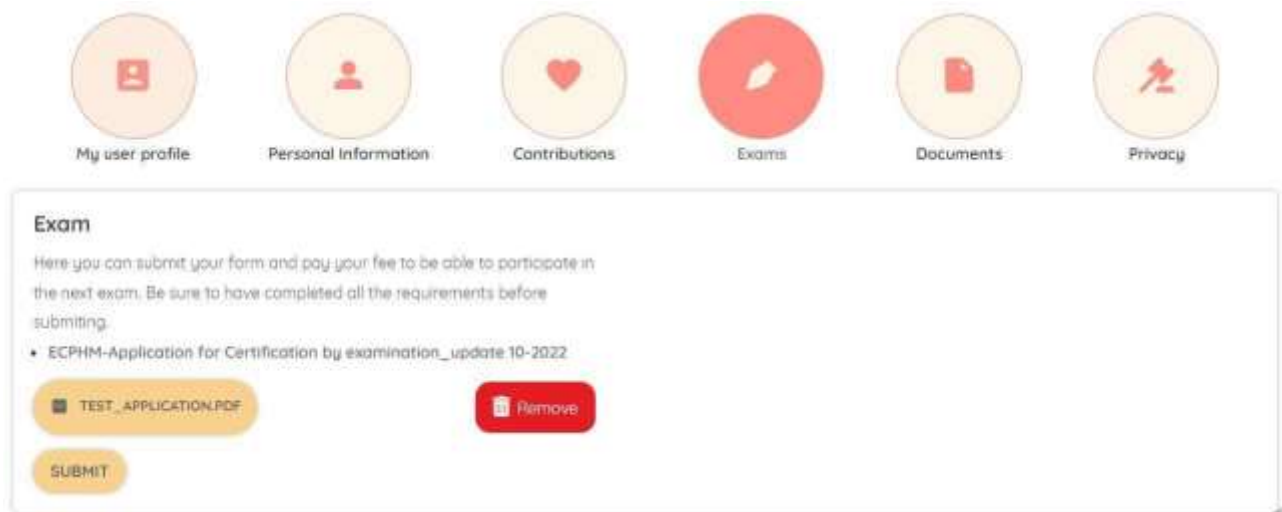 My user profile
Personal Information
Contributions
Exams
Documents
Privacy
Exam
Here you can submit your form and pay your fee to be able to participate in
the next exam. Be sure to have completed all the requirements before
submiting.
• ECPHM-Application for Certification by examination_update 10-2022
TEST_APPLICATION.PDF
Remove
SUBMIT